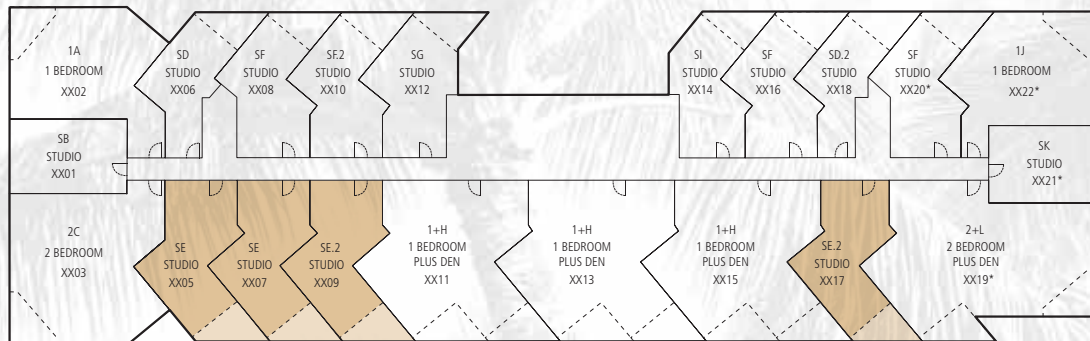 1A
1 BEDROOM
XX02
SD
STUDIO
XX06
SF
STUDIO
XX08
SF.2
STUDIO
XX10
SG
STUDIO
XX12
SI
STUDIO
XX14
SF
STUDIO
XX16
SD.2
STUDIO
XX18
SF
STUDIO
XX20*
1J
1 BEDROOM
XX22*
SB
STUDIO
XX01
SK
STUDIO
XX21*
2C
2 BEDROOM
XX03
SE
STUDIO
XX05
SE
STUDIO
XX07
SE.2
STUDIO
XX09
1+H
1 BEDROOM
PLUS DEN
XX11
1+H
1 BEDROOM
PLUS DEN
XX13
1+H
1 BEDROOM
PLUS DEN
XX15
SE.2
STUDIO
XX17
2+L
2 BEDROOM
PLUS DEN
XX19*